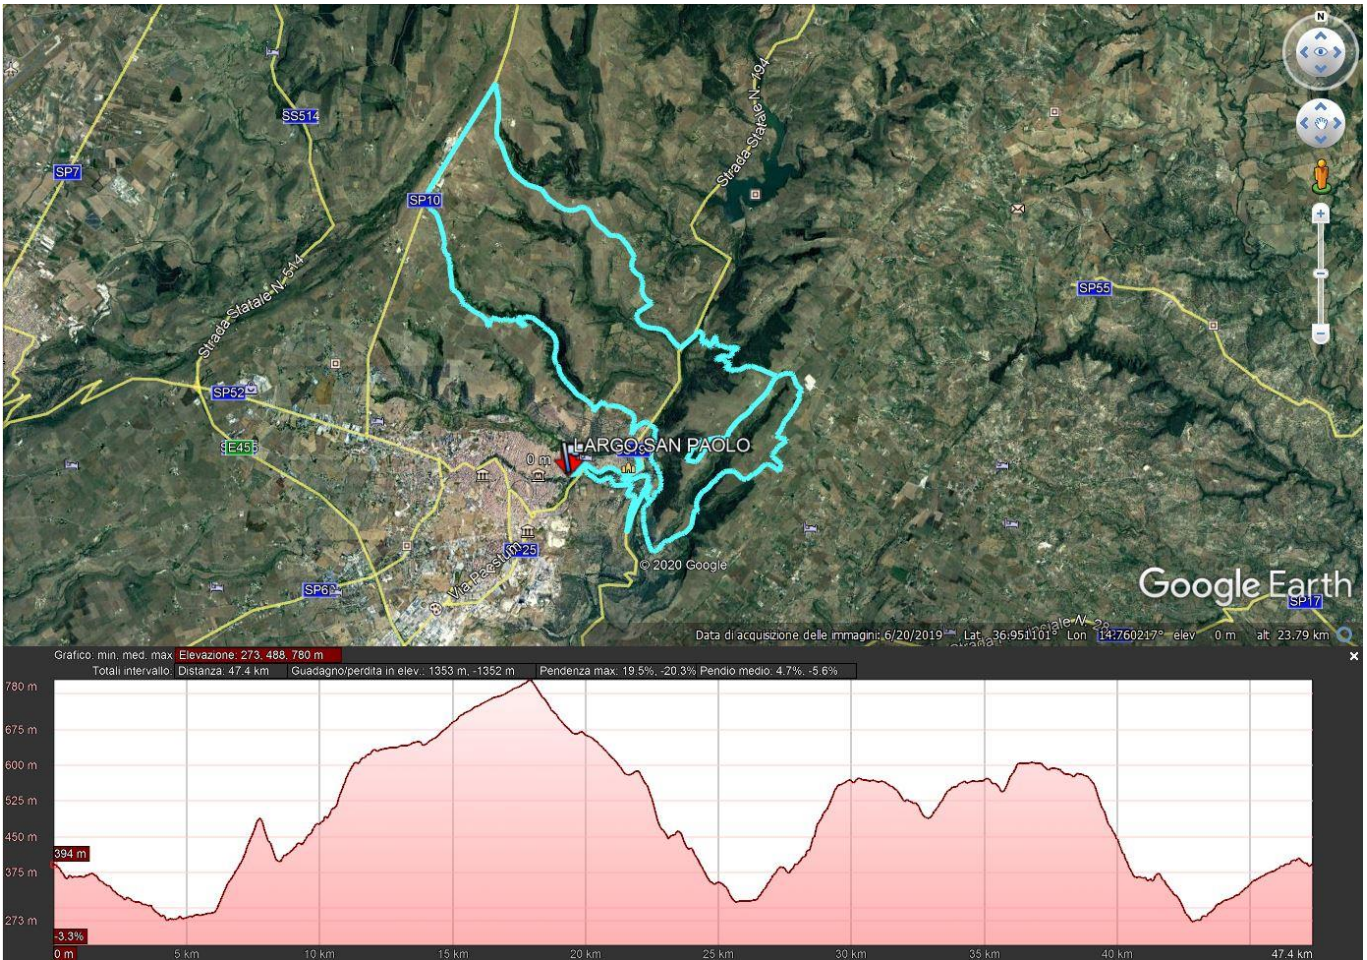 N
SS514
Strada Statale N. 194
SP7
SP10
SP55
Strada Statale N. 514
SP52
E45
LARGO SAN PAOLO
0 m
Via Paestum
© 2020 Google
Google Earth
SP17
Data di acquisizione delle immagini: 6/20/2019 Lat 36.951101° Lon 14.760217° elev 0 m alt 23.79 km
Grafico: min. med. max Elevazione: 273, 488, 780 m
Totali intervallo: Distanza: 47.4 km Guadagno/perdita in elev.: 1353 m, -1352 m Pendenza max: 19.5%, -20.3% Pendio medio: 4.7%, -5.6%
780 m
675 m
600 m
525 m
450 m
394 m
375 m
273 m
-3.3%
0 m 5 km 10 km 15 km 20 km 25 km 30 km 35 km 40 km 47.4 km